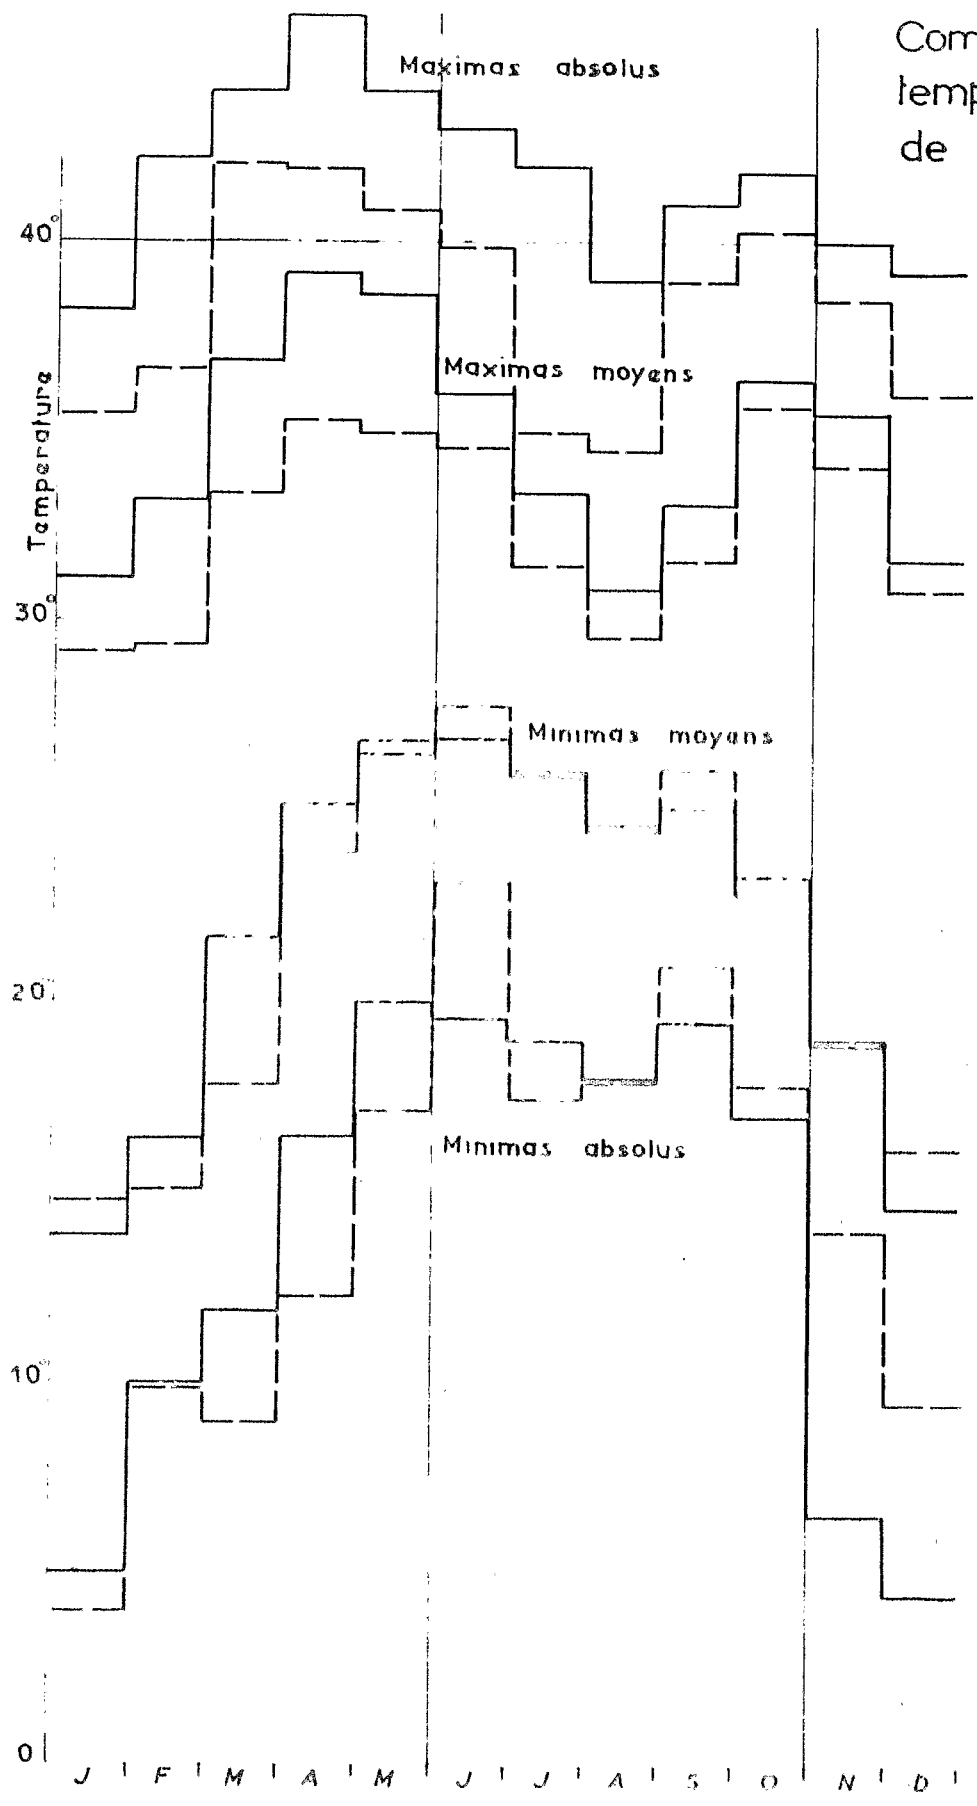 Com
temp
de
Maximas absolus
40°
Maximas moyens
Temperature
30°
Minimas moyens
20°
Minimas absolus
10°
0
J F M A M J J A S O N D